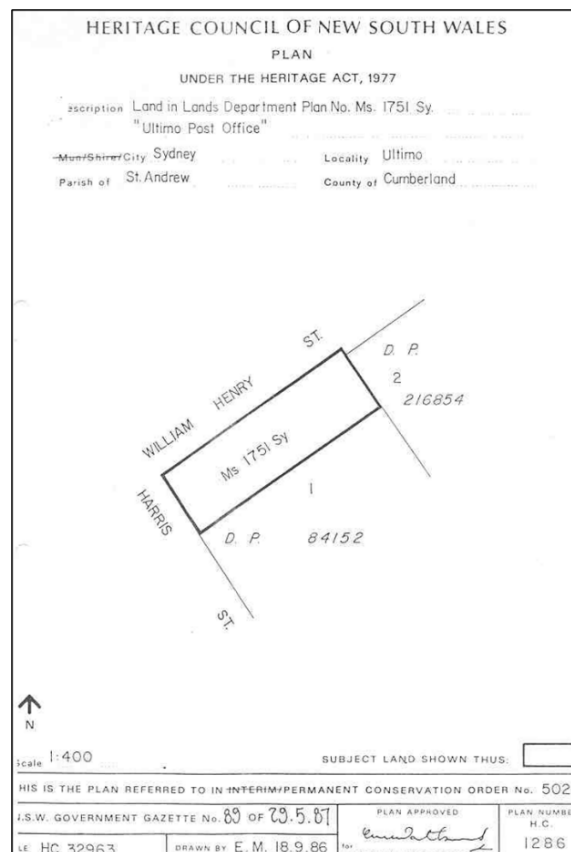 HERITAGE COUNCIL OF NEW SOUTH WALES
PLAN
UNDER THE HERITAGE ACT, 1977
escription Land in Lands Department Plan No. Ms. 1751 Sy.
"Ultimo Post Office"
Mun/Shire/City Sydney Locality Ultimo
Parish of St. Andrew County of Cumberland
WILLIAM HENRY ST.
D. P.
2
216854
Ms 1751 Sy
HARRIS ST.
1
D. P. 84152
N
Scale 1:400 SUBJECT LAND SHOWN THUS:
HIS IS THE PLAN REFERRED TO IN INTERIM/PERMANENT CONSERVATION ORDER No. 502
.S.W. GOVERNMENT GAZETTE No. 89 OF 29.5.87
PLAN APPROVED
for
PLAN NUMBE
H.C.
1286
LE HC 32963 DRAWN BY E. M. 18.9.86